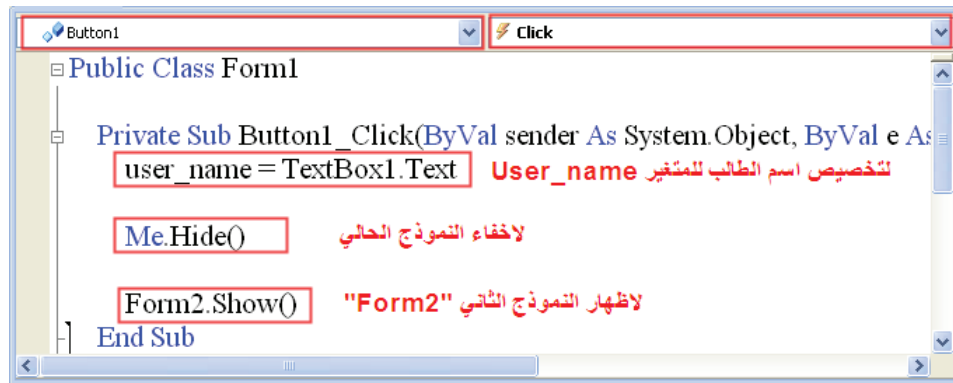 Button1 Click
Public Class Form1
Private Sub Button1_Click(ByVal sender As System.Object, ByVal e As
user_name = TextBox1.Text لتخصيص اسم الطالب للمتغير User_name
Me.Hide() لاخفاء النموذج الحالي
Form2.Show() لاظهار النموذج الثاني "Form2"
End Sub